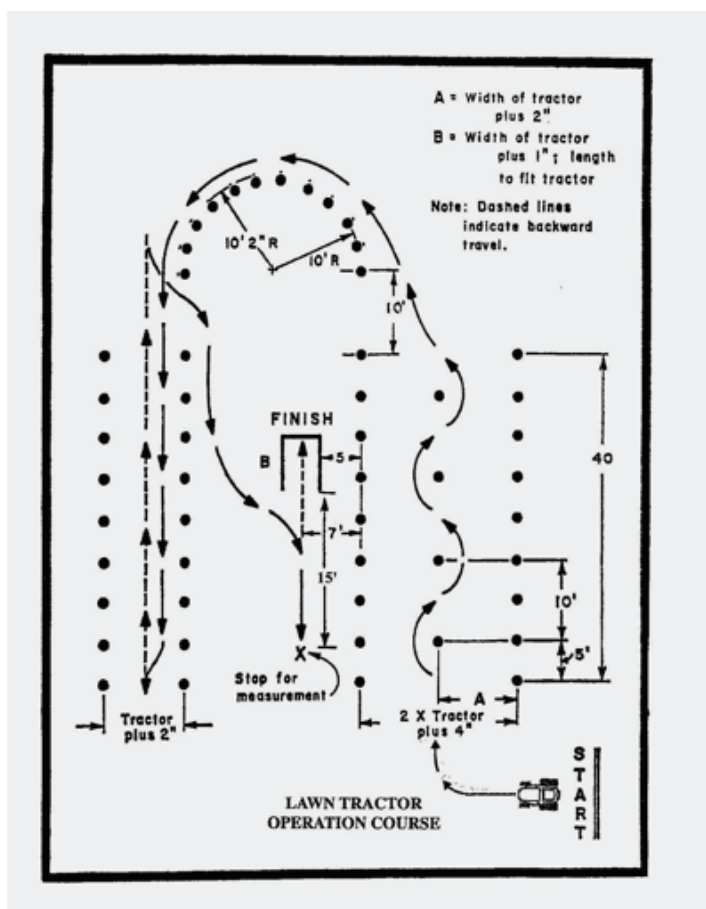 A = Width of tractor
plus 2"
B = Width of tractor
plus 1"; length
to fit tractor
Note: Dashed lines
indicate backward
travel.
10' 2" R
10' R
10'
FINISH
B
5
40
7'
15'
10'
5'
X
Stop for
measurement
A
Tractor
plus 2"
2 X Tractor
plus 4"
START
LAWN TRACTOR
OPERATION COURSE